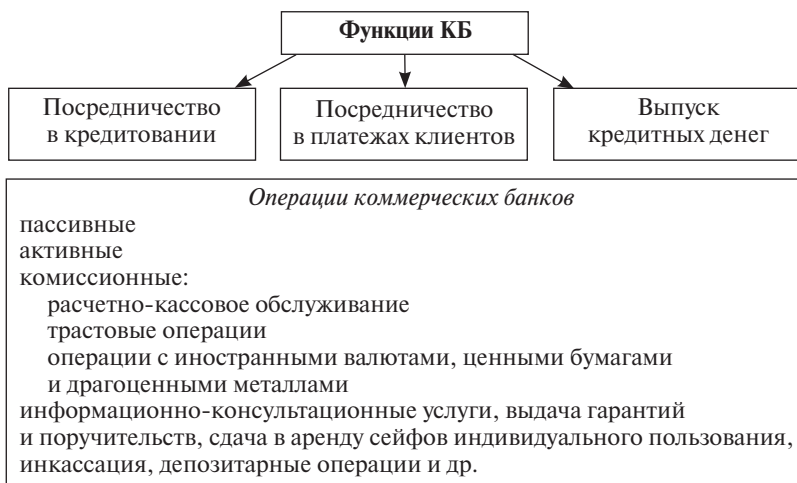 Функции КБ
Посредничество
в кредитовании
Посредничество
в платежах клиентов
Выпуск
кредитных денег
Операции коммерческих банков
пассивные
активные
комиссионные:
расчетно-кассовое обслуживание
трастовые операции
операции с иностранными валютами, ценными бумагами
и драгоценными металлами
информационно-консультационные услуги, выдача гарантий
и поручительств, сдача в аренду сейфов индивидуального пользования,
инкассация, депозитарные операции и др.